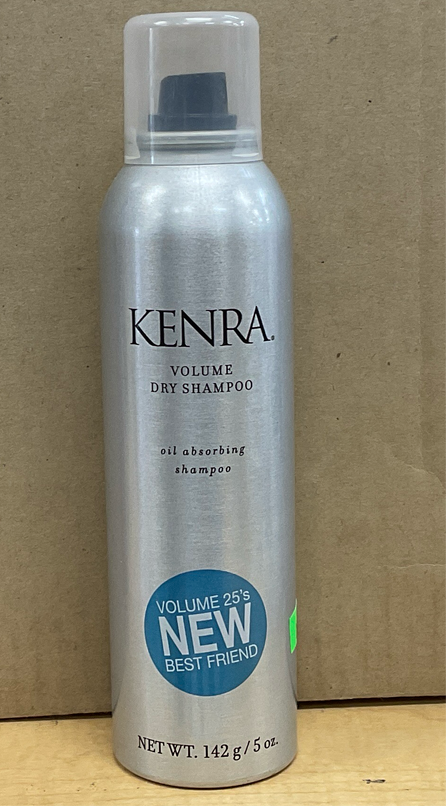 KENRA.
VOLUME
DRY SHAMPOO
oil absorbing
shampoo
VOLUME 25's
NEW
BEST FRIEND
NET WT. 142 g / 5 oz.